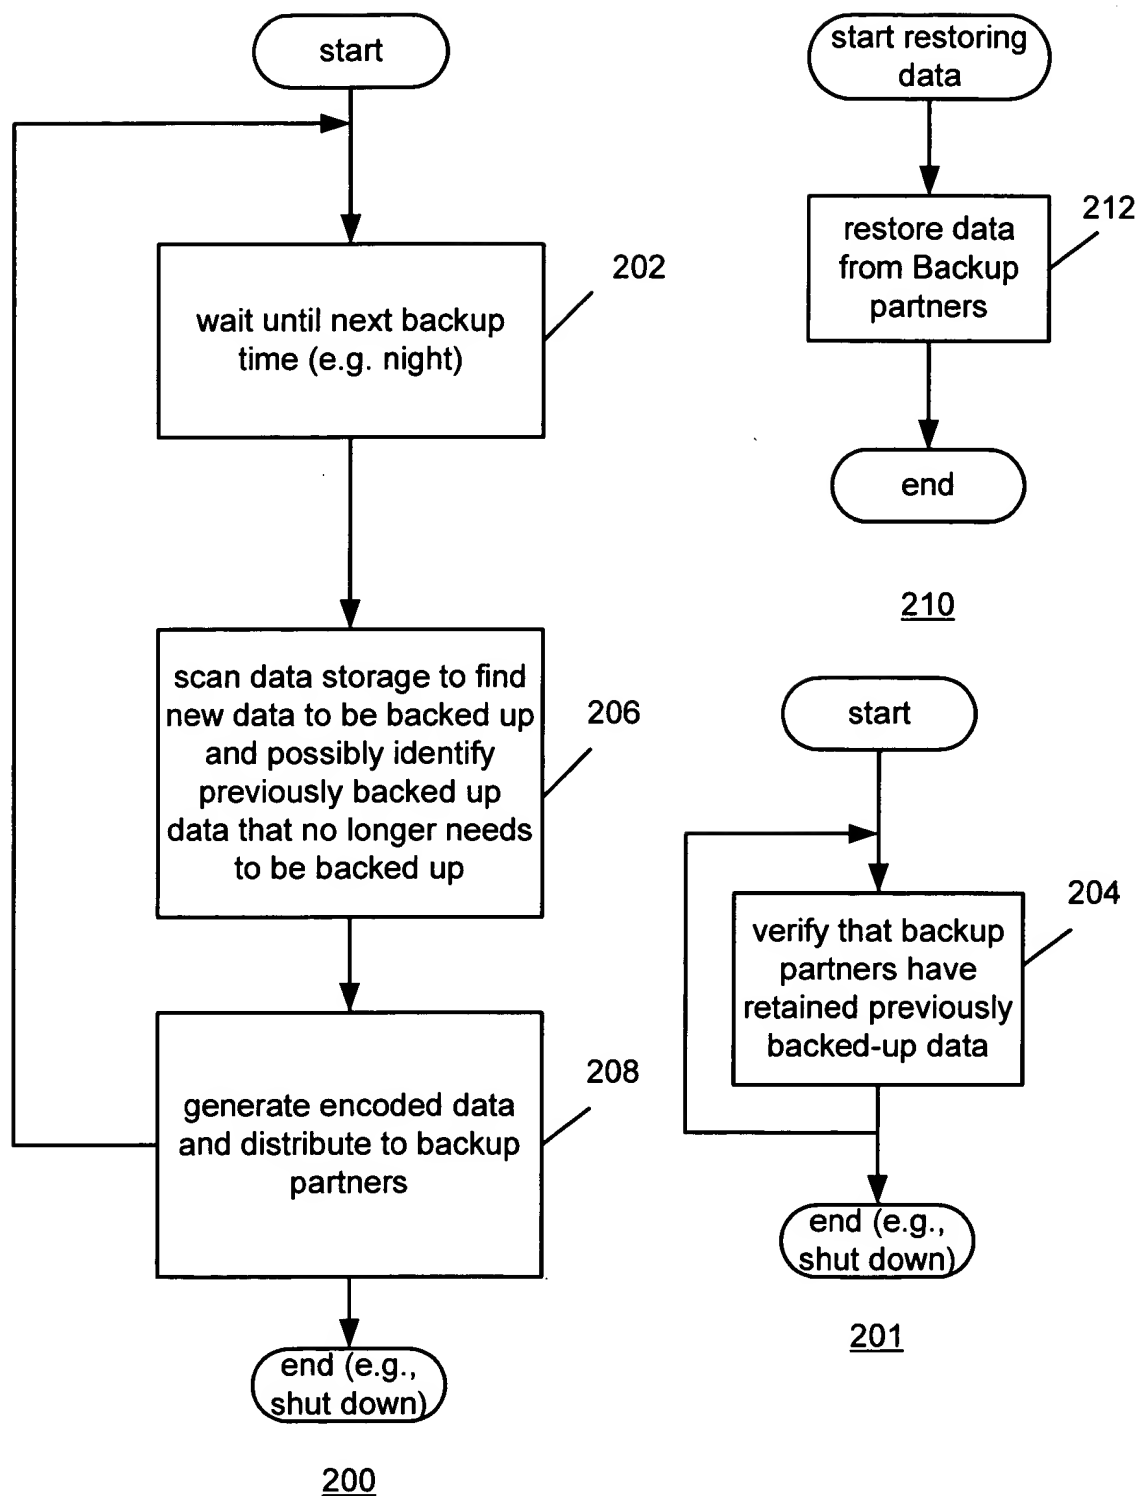 start
wait until next backup
time (e.g. night)
202
scan data storage to find
new data to be backed up
and possibly identify
previously backed up
data that no longer needs
to be backed up
206
generate encoded data
and distribute to backup
partners
208
end (e.g.,
shut down)
200
start restoring
data
restore data
from Backup
partners
212
end
210
start
verify that backup
partners have
retained previously
backed-up data
204
end (e.g.,
shut down)
201